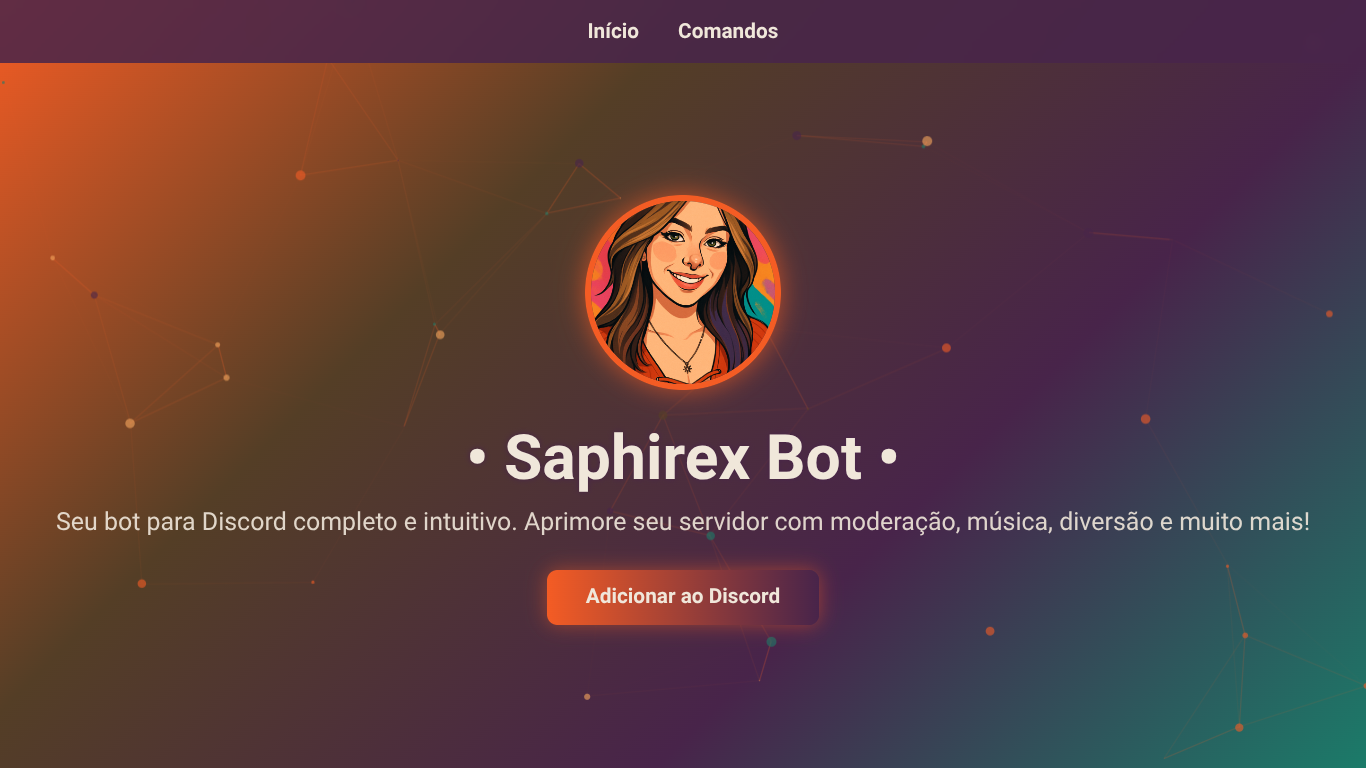 Início Comandos
• Saphirex Bot •
Seu bot para Discord completo e intuitivo. Aprimore seu servidor com moderação, música, diversão e muito mais!
Adicionar ao Discord